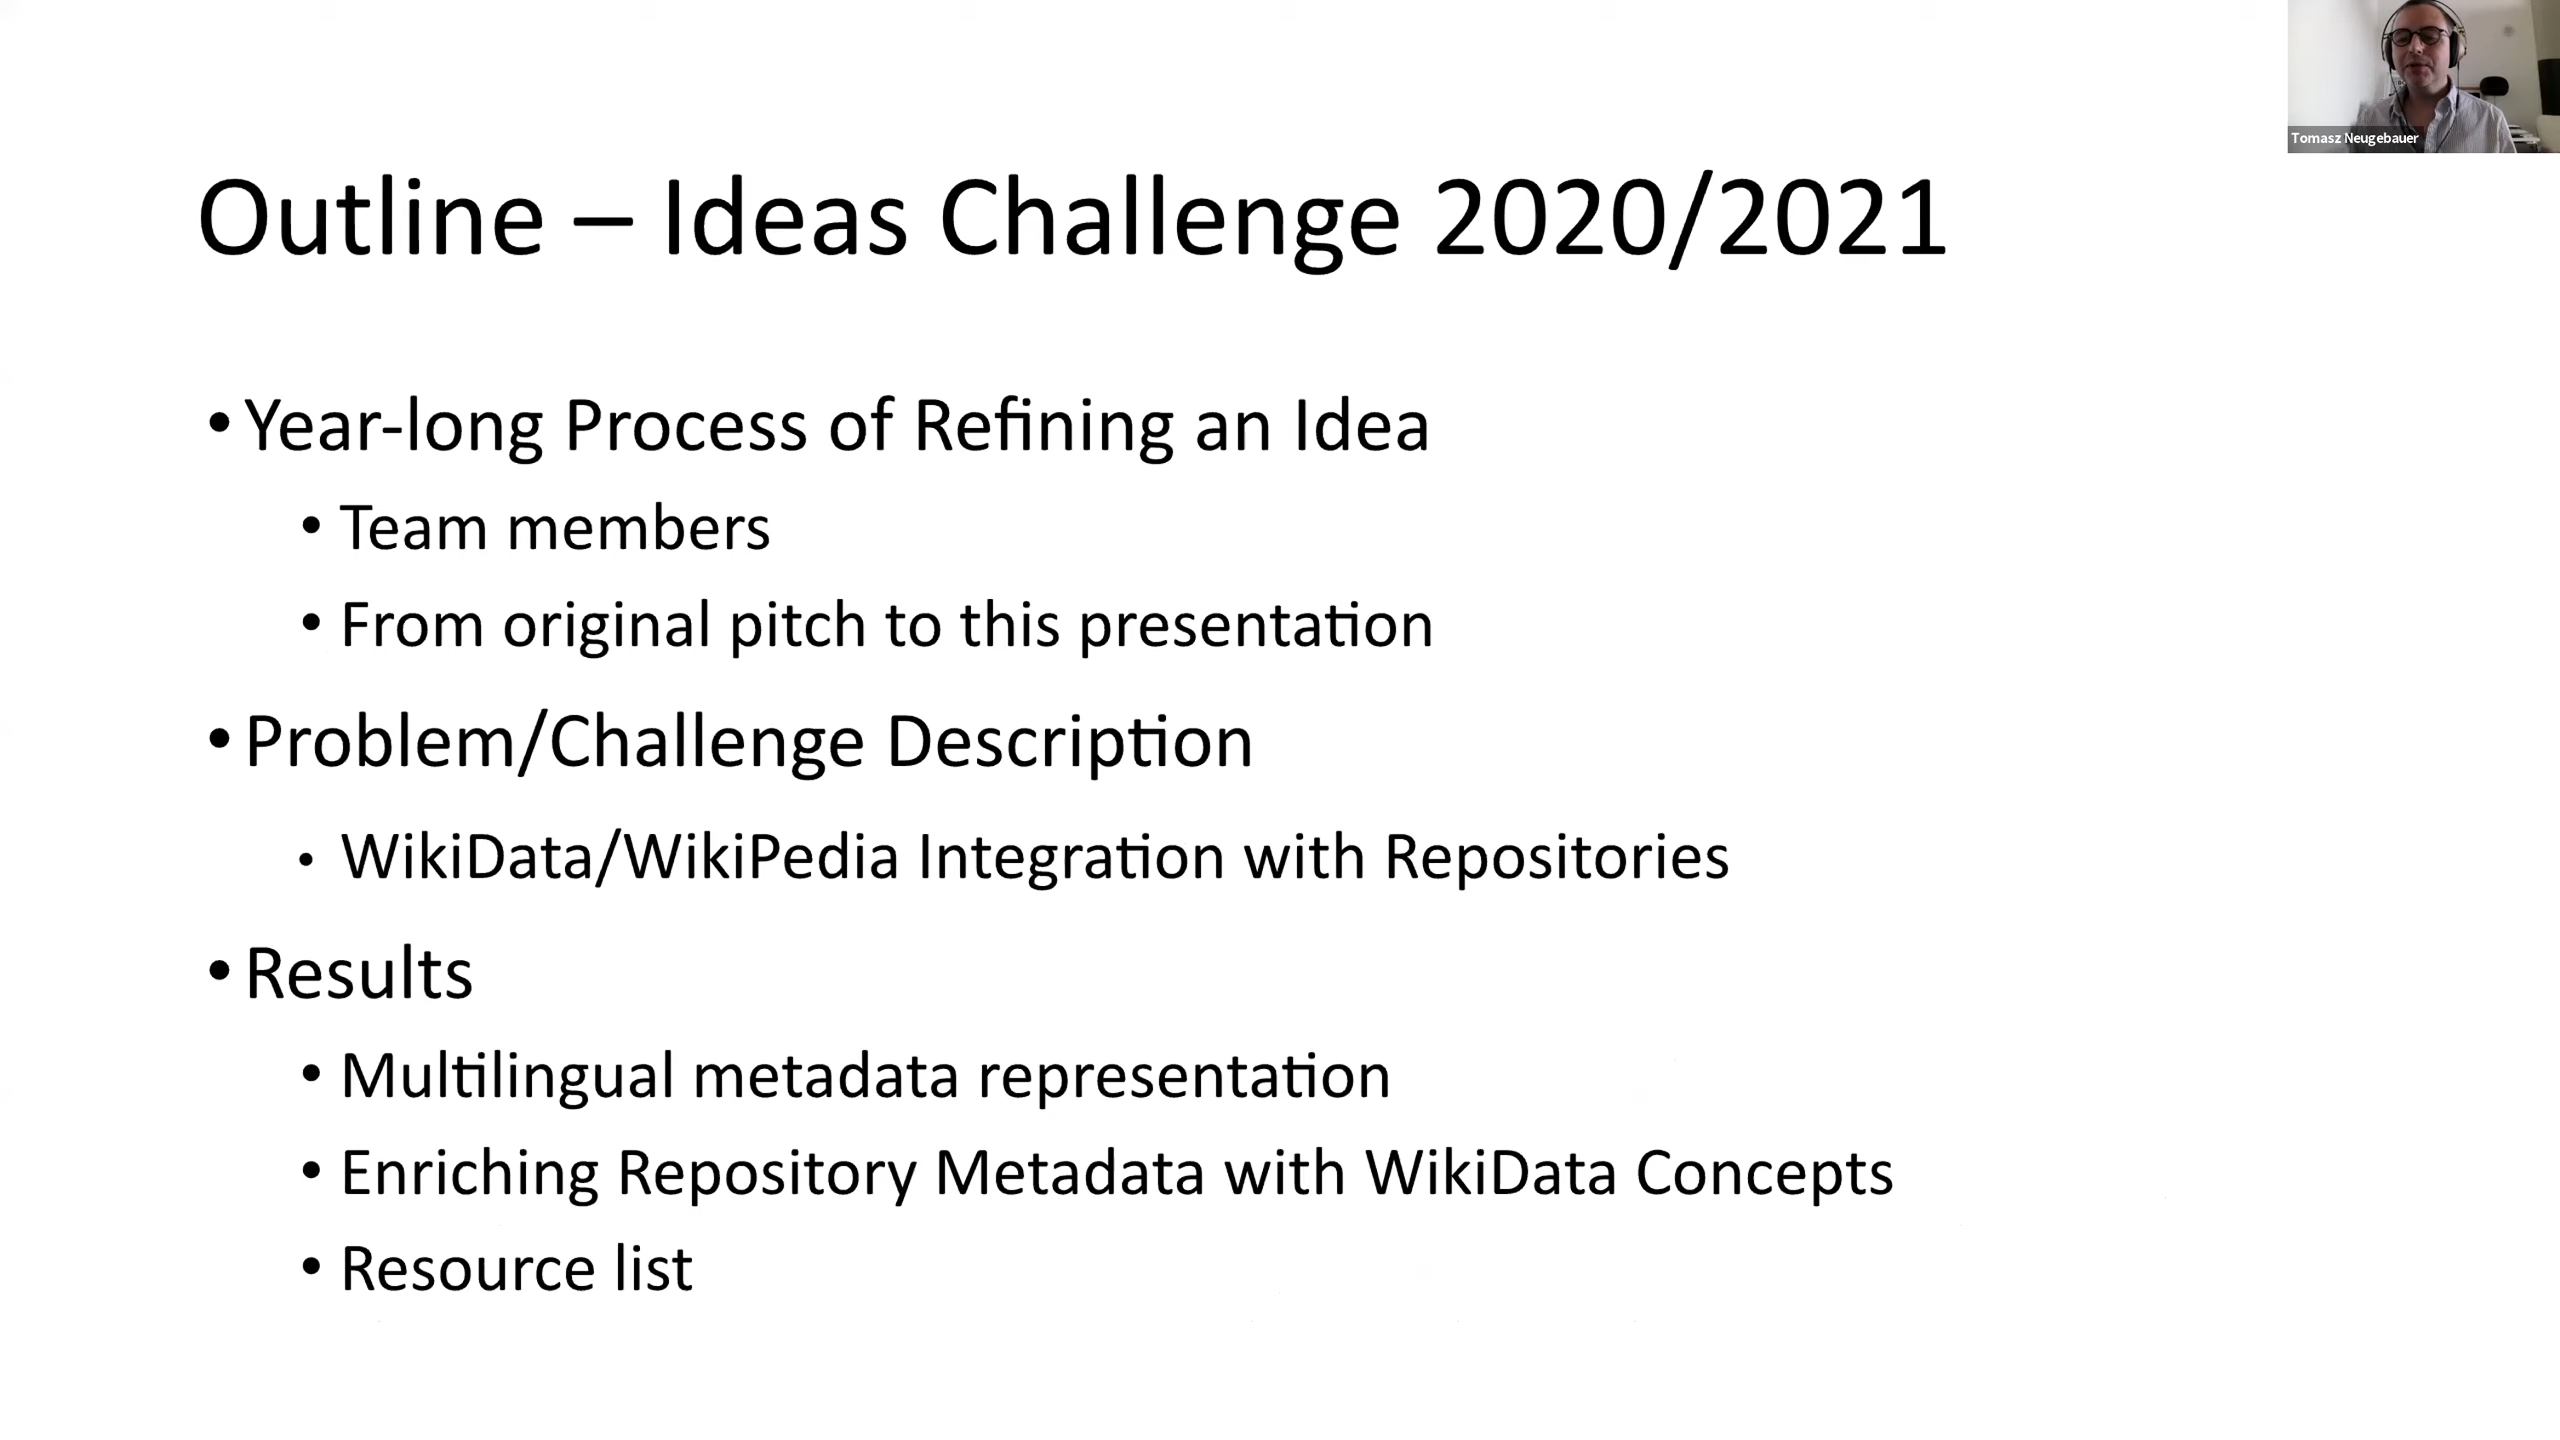 Tomasz Neugebauer
Outline – Ideas Challenge 2020/2021
• Year-long Process of Refining an Idea
• Team members
• From original pitch to this presentation
• Problem/Challenge Description
• WikiData/WikiPedia Integration with Repositories
• Results
• Multilingual metadata representation
• Enriching Repository Metadata with WikiData Concepts
• Resource list